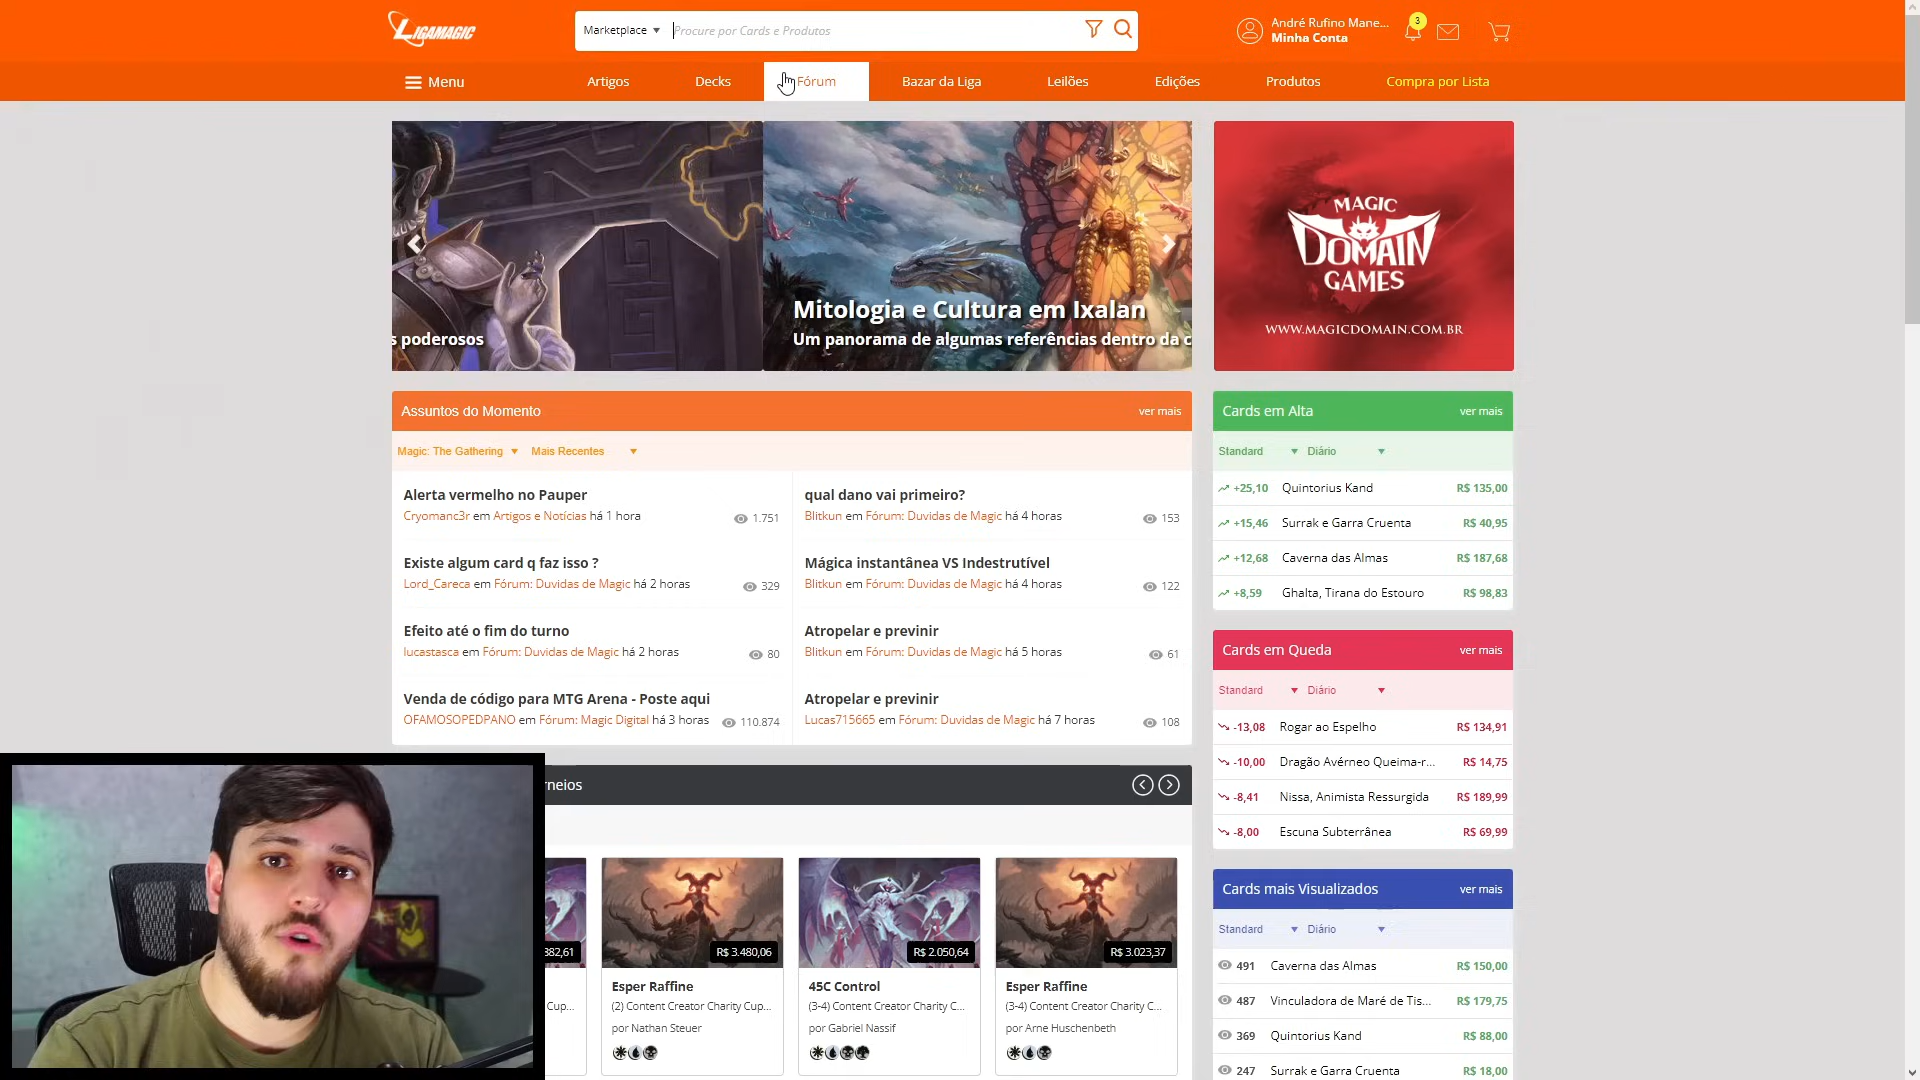 LIGAMAGIC
Marketplace
Procure por Cards e Produtos
André Rufino Mane...
Minha Conta
3
Menu
Artigos
Decks
Fórum
Bazar da Liga
Leilões
Edições
Produtos
Compra por Lista
s poderosos
Mitologia e Cultura em Ixalan
Um panorama de algumas referências dentro da c
MAGIC
DOMAIN
GAMES
WWW.MAGICDOMAIN.COM.BR
Assuntos do Momento
ver mais
Magic: The Gathering
Mais Recentes
Alerta vermelho no Pauper
Cryomanc3r em Artigos e Notícias há 1 hora
1.751
Existe algum card q faz isso ?
Lord_Careca em Fórum: Duvidas de Magic há 2 horas
329
Efeito até o fim do turno
lucastasca em Fórum: Duvidas de Magic há 2 horas
80
Venda de código para MTG Arena - Poste aqui
OFAMOSOPEDPANO em Fórum: Magic Digital há 3 horas
110.874
qual dano vai primeiro?
Blitkun em Fórum: Duvidas de Magic há 4 horas
153
Mágica instantânea VS Indestrutível
Blitkun em Fórum: Duvidas de Magic há 4 horas
122
Atropelar e previnir
Blitkun em Fórum: Duvidas de Magic há 5 horas
61
Atropelar e previnir
Lucas715665 em Fórum: Duvidas de Magic há 7 horas
108
Cards em Alta
ver mais
Standard
Diário
+25,10 Quintorius Kand R$ 135,00
+15,46 Surrak e Garra Cruenta R$ 40,95
+12,68 Caverna das Almas R$ 187,68
+8,59 Ghalta, Tirana do Estouro R$ 98,83
Cards em Queda
ver mais
Standard
Diário
-13,08 Rogar ao Espelho R$ 134,91
-10,00 Dragão Avérneo Queima-r... R$ 14,75
-8,41 Nissa, Animista Ressurgida R$ 189,99
-8,00 Escuna Subterrânea R$ 69,99
Cards mais Visualizados
ver mais
Standard
Diário
491 Caverna das Almas R$ 150,00
487 Vinculadora de Maré de Tis... R$ 179,75
369 Quintorius Kand R$ 88,00
247 Surrak e Garra Cruenta R$ 18,00
rneios
882,61
Cup...
R$ 3.480,06
Esper Raffine
(2) Content Creator Charity Cup...
por Nathan Steuer
R$ 2.050,64
45C Control
(3-4) Content Creator Charity C...
por Gabriel Nassif
R$ 3.023,37
Esper Raffine
(3-4) Content Creator Charity C...
por Arne Huschenbeth